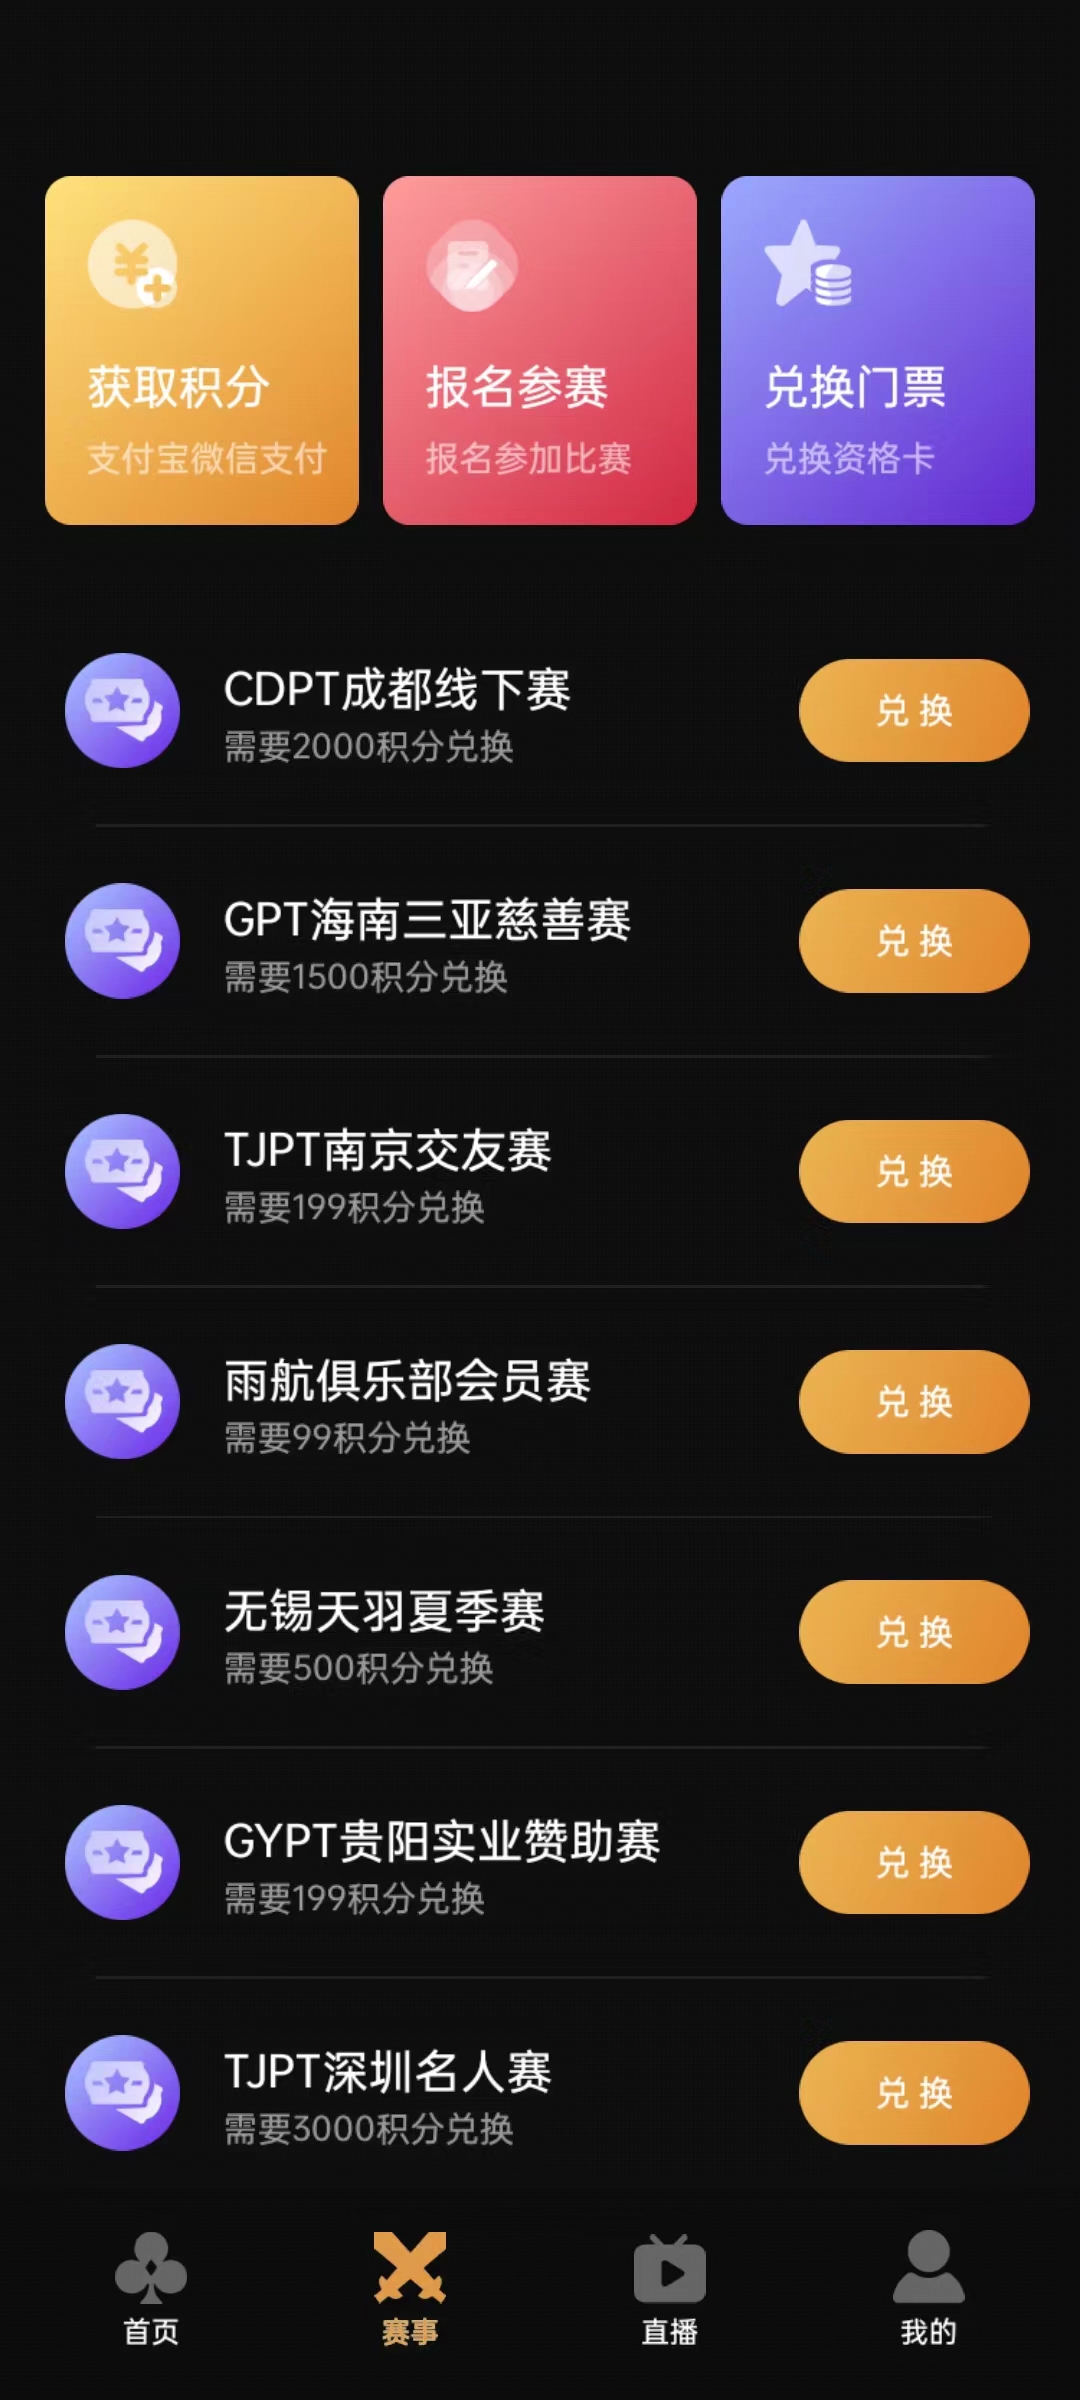 获取积分
支付宝微信支付
报名参赛
报名参加比赛
兑换门票
兑换资格卡
CDPT成都线下赛
需要2000积分兑换
兑 换
GPT海南三亚慈善赛
需要1500积分兑换
兑 换
TJPT南京交友赛
需要199积分兑换
兑 换
雨航俱乐部会员赛
需要99积分兑换
兑 换
无锡天羽夏季赛
需要500积分兑换
兑 换
GYPT贵阳实业赞助赛
需要199积分兑换
兑 换
TJPT深圳名人赛
需要3000积分兑换
兑 换
首页
赛事
直播
我的